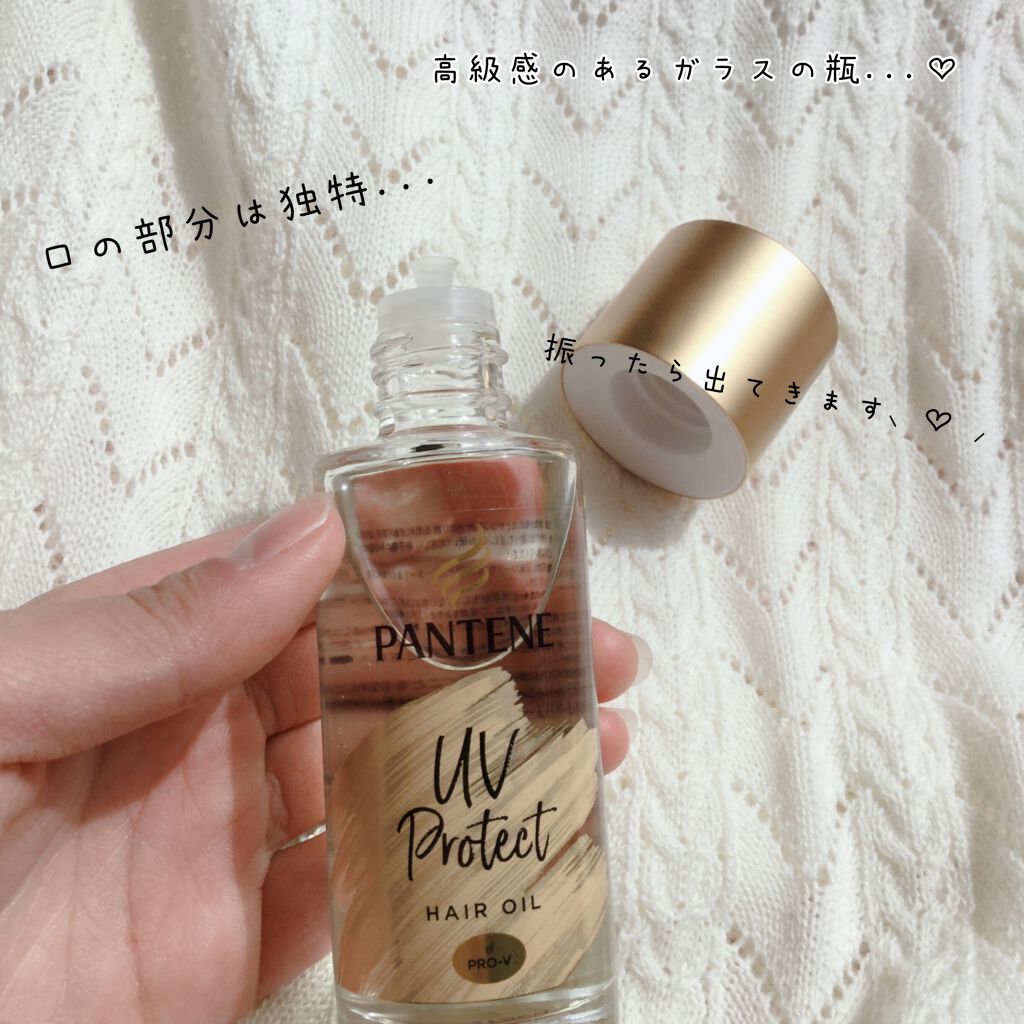 高級感のあるガラスの瓶...♡
口の部分は独特...
振ったら出てきます、♡
PANTENE
UV
Protect
HAIR OIL
PRO-V